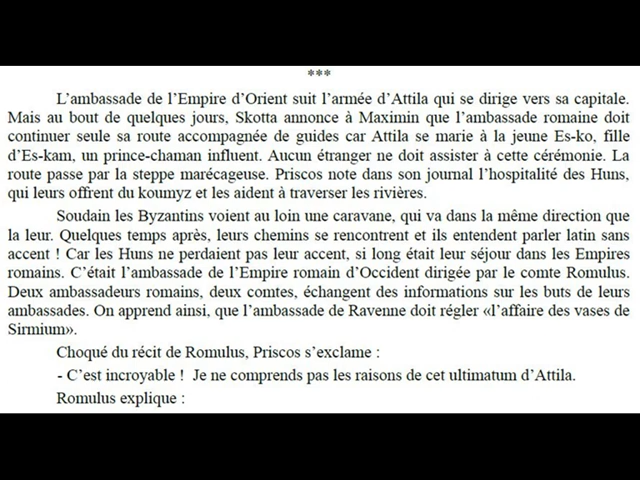 ***
L’ambassade de l’Empire d’Orient suit l’armée d’Attila qui se dirige vers sa capitale.
Mais au bout de quelques jours, Skotta annonce à Maximin que l’ambassade romaine doit
continuer seule sa route accompagnée de guides car Attila se marie à la jeune Es-ko, fille
d’Es-kam, un prince-chaman influent. Aucun étranger ne doit assister à cette cérémonie. La
route passe par la steppe marécageuse. Priscos note dans son journal l’hospitalité des Huns,
qui leurs offrent du koumyz et les aident à traverser les rivières.
Soudain les Byzantins voient au loin une caravane, qui va dans la même direction que
la leur. Quelques temps après, leurs chemins se rencontrent et ils entendent parler latin sans
accent ! Car les Huns ne perdaient pas leur accent, si long était leur séjour dans les Empires
romains. C’était l’ambassade de l’Empire romain d’Occident dirigée par le comte Romulus.
Deux ambassadeurs romains, deux comtes, échangent des informations sur les buts de leurs
ambassades. On apprend ainsi, que l’ambassade de Ravenne doit régler «l’affaire des vases de
Sirmium».
Choqué du récit de Romulus, Priscos s’exclame :
- C’est incroyable ! Je ne comprends pas les raisons de cet ultimatum d’Attila.
Romulus explique :